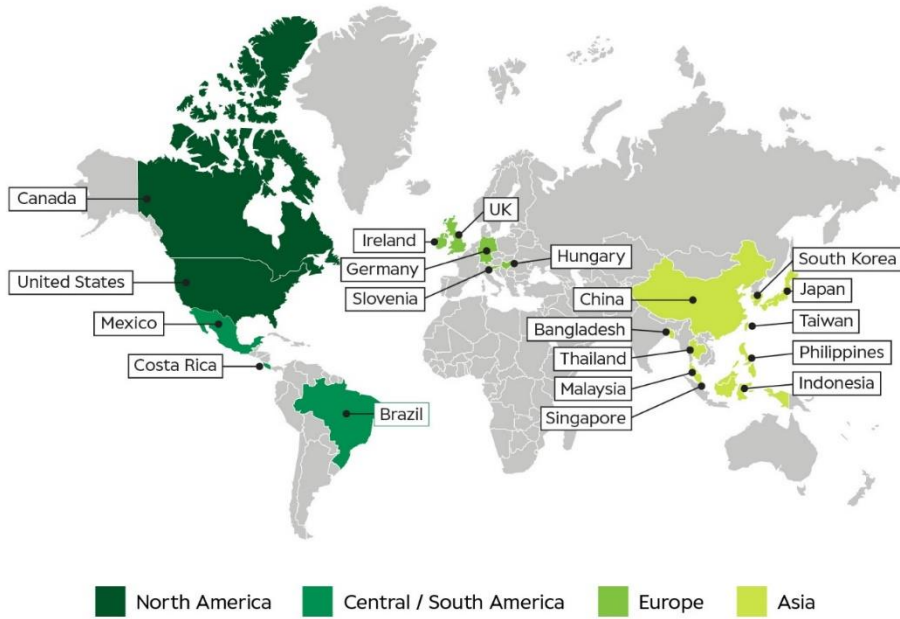 Canada
United States
Mexico
Costa Rica
Brazil
UK
Ireland
Germany
Slovenia
Hungary
South Korea
China
Japan
Bangladesh
Taiwan
Thailand
Philippines
Malaysia
Indonesia
Singapore
North America
Central / South America
Europe
Asia